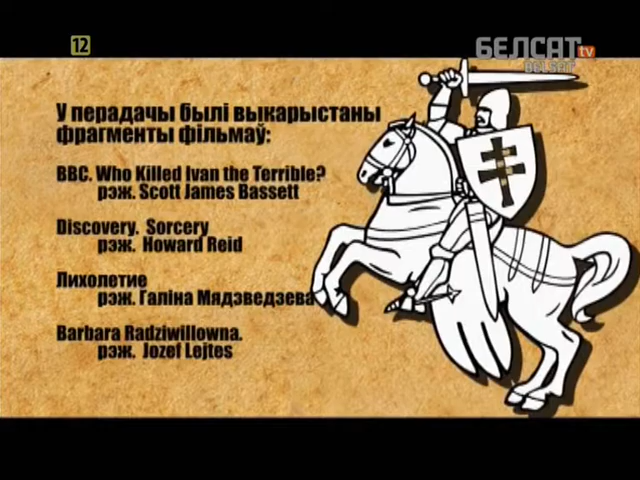 12
БЕЛСАТ tv
BELSAT
У перадачы былі выкарыстаны
фрагменты фільмаў:
BBC. Who Killed Ivan the Terrible?
рэж. Scott James Bassett
Discovery. Sorcery
рэж. Howard Reid
Лихолетие
рэж. Галіна Мядзведзева
Barbara Radziwillowna.
рэж. Jozef Lejtes